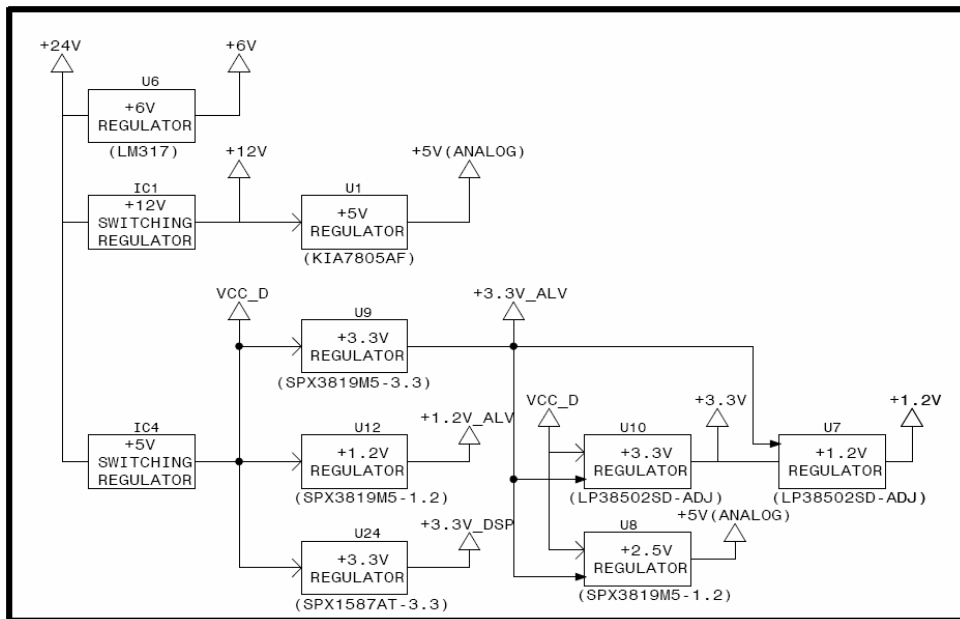 +24V
+6V
U6
+6V
REGULATOR
(LM317)
+12V
+5V(ANALOG)
IC1
+12V
SWITCHING
REGULATOR
U1
+5V
REGULATOR
(KIA7805AF)
VCC_D
+3.3V_ALV
U9
+3.3V
REGULATOR
(SPX3819M5-3.3)
IC4
+5V
SWITCHING
REGULATOR
+1.2V_ALV
U12
+1.2V
REGULATOR
(SPX3819M5-1.2)
+3.3V_DSP
U24
+3.3V
REGULATOR
(SPX1587AT-3.3)
VCC_D
+3.3V
+1.2V
U10
+3.3V
REGULATOR
(LP38502SD-ADJ)
U7
+1.2V
REGULATOR
(LP38502SD-ADJ)
+5V(ANALOG)
U8
+2.5V
REGULATOR
(SPX3819M5-1.2)